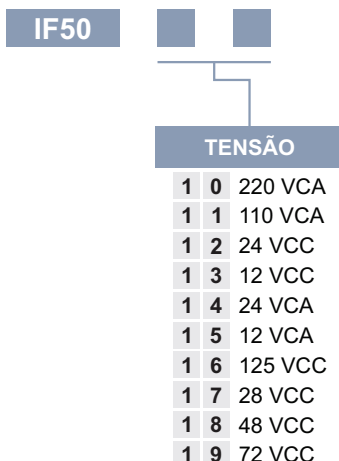 IF50
TENSÃO
1 0 220 VCA
1 1 110 VCA
1 2 24 VCC
1 3 12 VCC
1 4 24 VCA
1 5 12 VCA
1 6 125 VCC
1 7 28 VCC
1 8 48 VCC
1 9 72 VCC